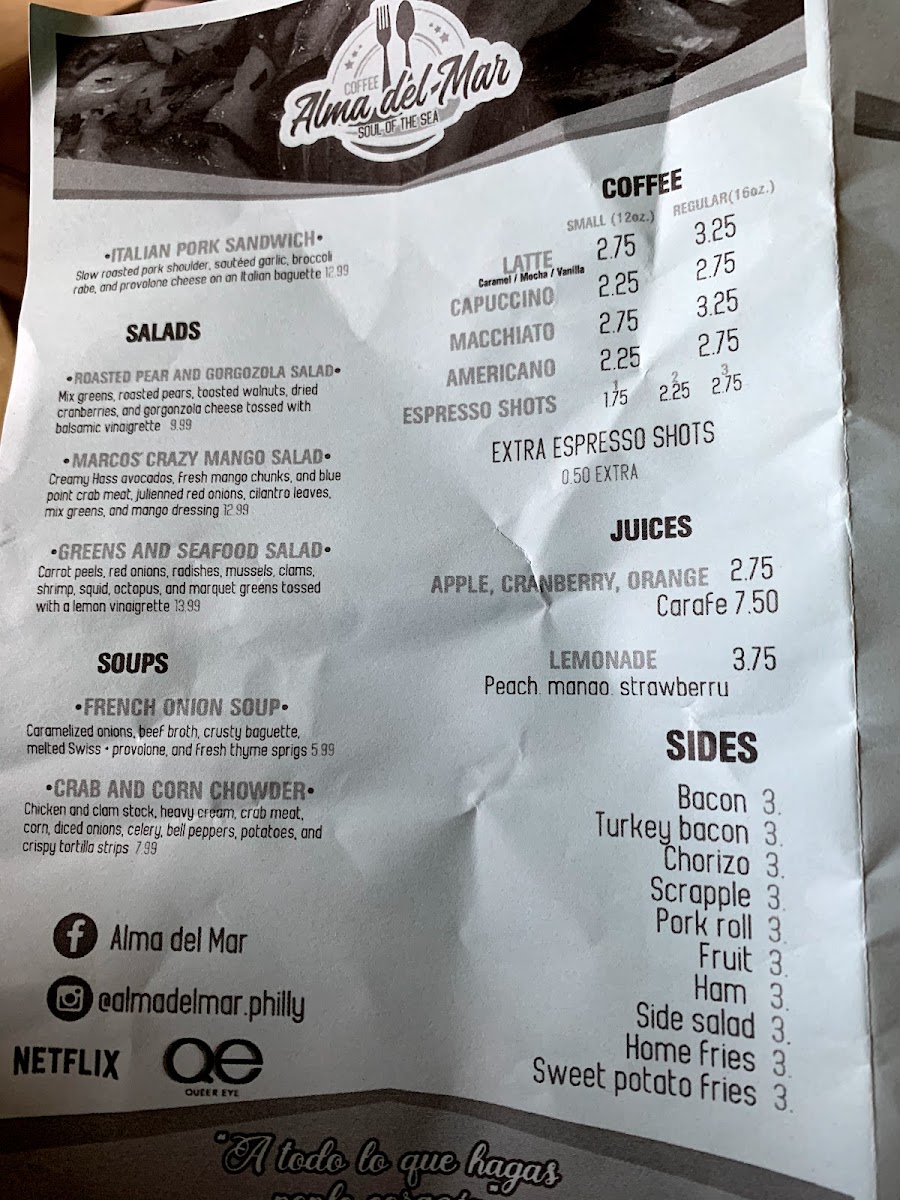 COFFEE
Alma del Mar
SOUL OF THE SEA
•ITALIAN PORK SANDWICH•
Slow roasted pork shoulder, sautéed garlic, broccoli
rabe, and provolone cheese on an Italian baguette 12.99
SALADS
•ROASTED PEAR AND GORGOZOLA SALAD•
Mix greens, roasted pears, toasted walnuts, dried
cranberries, and gorgonzola cheese tossed with
balsamic vinaigrette 9.99
•MARCOS' CRAZY MANGO SALAD•
Creamy Hass avocados, fresh mango chunks, and blue
point crab meat, julienned red onions, cilantro leaves,
mix greens, and mango dressing 12.99
•GREENS AND SEAFOOD SALAD•
Carrot peels, red onions, radishes, mussels, clams,
shrimp, squid, octopus, and marquet greens tossed
with a lemon vinaigrette 13.99
SOUPS
•FRENCH ONION SOUP•
Caramelized onions, beef broth, crusty baguette,
melted Swiss + provolone, and fresh thyme sprigs 5.99
•CRAB AND CORN CHOWDER•
Chicken and clam stock, heavy cream, crab meat,
corn, diced onions, celery, bell peppers, potatoes, and
crispy tortilla strips 7.99
Alma del Mar
@almadelmar.philly
NETFLIX Qe
QUEER EYE
COFFEE
SMALL (12oz.) REGULAR(16oz.)
LATTE 2.75 3.25
Caramel / Mocha / Vanilla
CAPUCCINO 2.25 2.75
MACCHIATO 2.75 3.25
AMERICANO 2.25 2.75
1 2 3
ESPRESSO SHOTS 1.75 2.25 2.75
EXTRA ESPRESSO SHOTS
0.50 EXTRA
JUICES
APPLE, CRANBERRY, ORANGE 2.75
Carafe 7.50
LEMONADE 3.75
Peach, mango, strawberry
SIDES
Bacon 3.
Turkey bacon 3.
Chorizo 3.
Scrapple 3.
Pork roll 3.
Fruit 3.
Ham 3.
Side salad 3.
Home fries 3.
Sweet potato fries 3.
"A todo lo que hagas